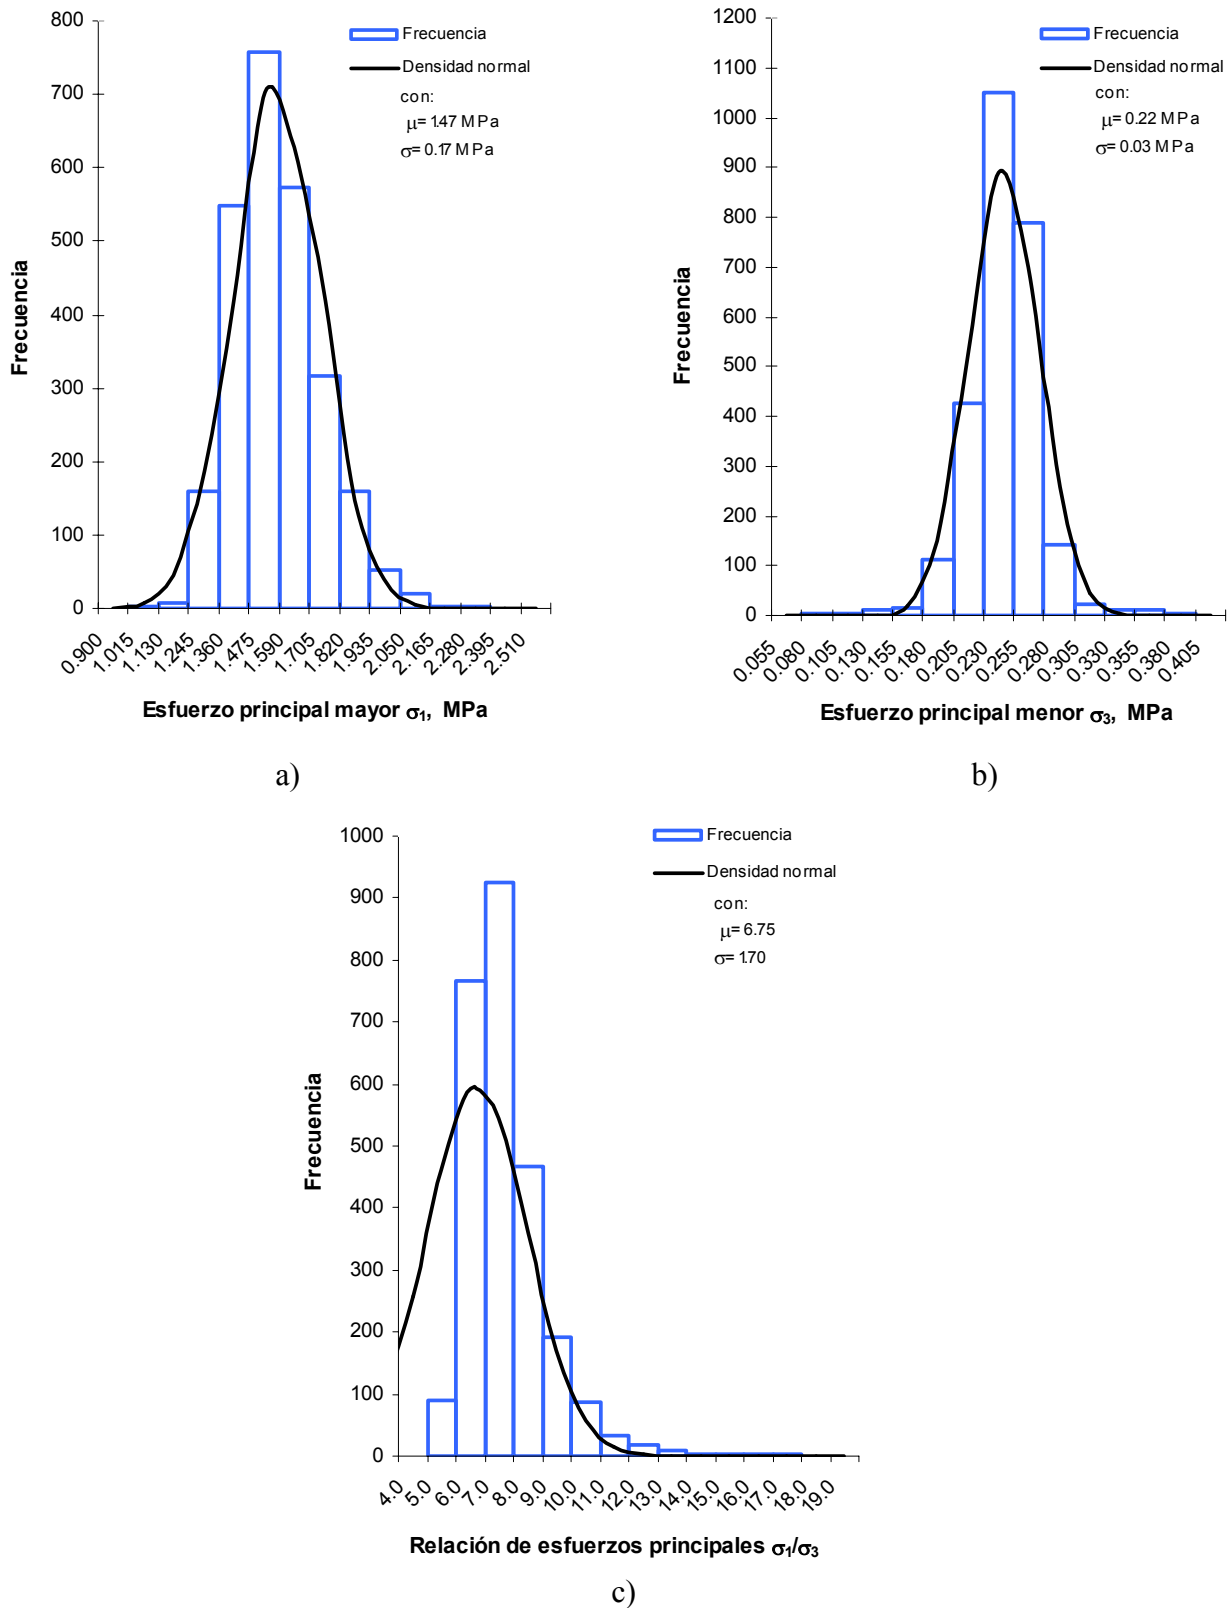 800
700
600
500
400
300
200
100
0
Frecuencia
Frecuencia
Densidad normal
con:
μ= 1.47 MPa
σ= 0.17 MPa
0.900 1.015 1.130 1.245 1.360 1.475 1.590 1.705 1.820 1.935 2.050 2.165 2.280 2.395 2.510
Esfuerzo principal mayor σ1, MPa
a)
1200
1100
1000
900
800
700
600
500
400
300
200
100
0
Frecuencia
Frecuencia
Densidad normal
con:
μ= 0.22 MPa
σ= 0.03 MPa
0.055 0.080 0.105 0.130 0.155 0.180 0.205 0.230 0.255 0.280 0.305 0.330 0.355 0.380 0.405
Esfuerzo principal menor σ3, MPa
b)
1000
900
800
700
600
500
400
300
200
100
0
Frecuencia
Frecuencia
Densidad normal
con:
μ= 6.75
σ= 1.70
4.0 5.0 6.0 7.0 8.0 9.0 10.0 11.0 12.0 13.0 14.0 15.0 16.0 17.0 18.0 19.0
Relación de esfuerzos principales σ1/σ3
c)